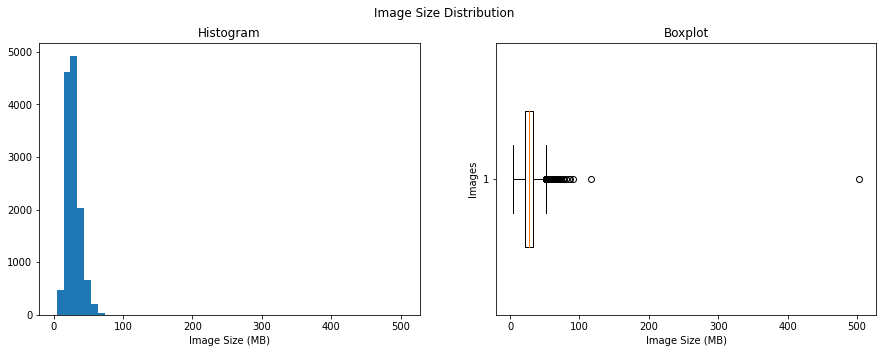 Image Size Distribution
Histogram
5000
4000
3000
2000
1000
0
0 100 200 300 400 500
Image Size (MB)
Boxplot
Images
1
0 100 200 300 400 500
Image Size (MB)